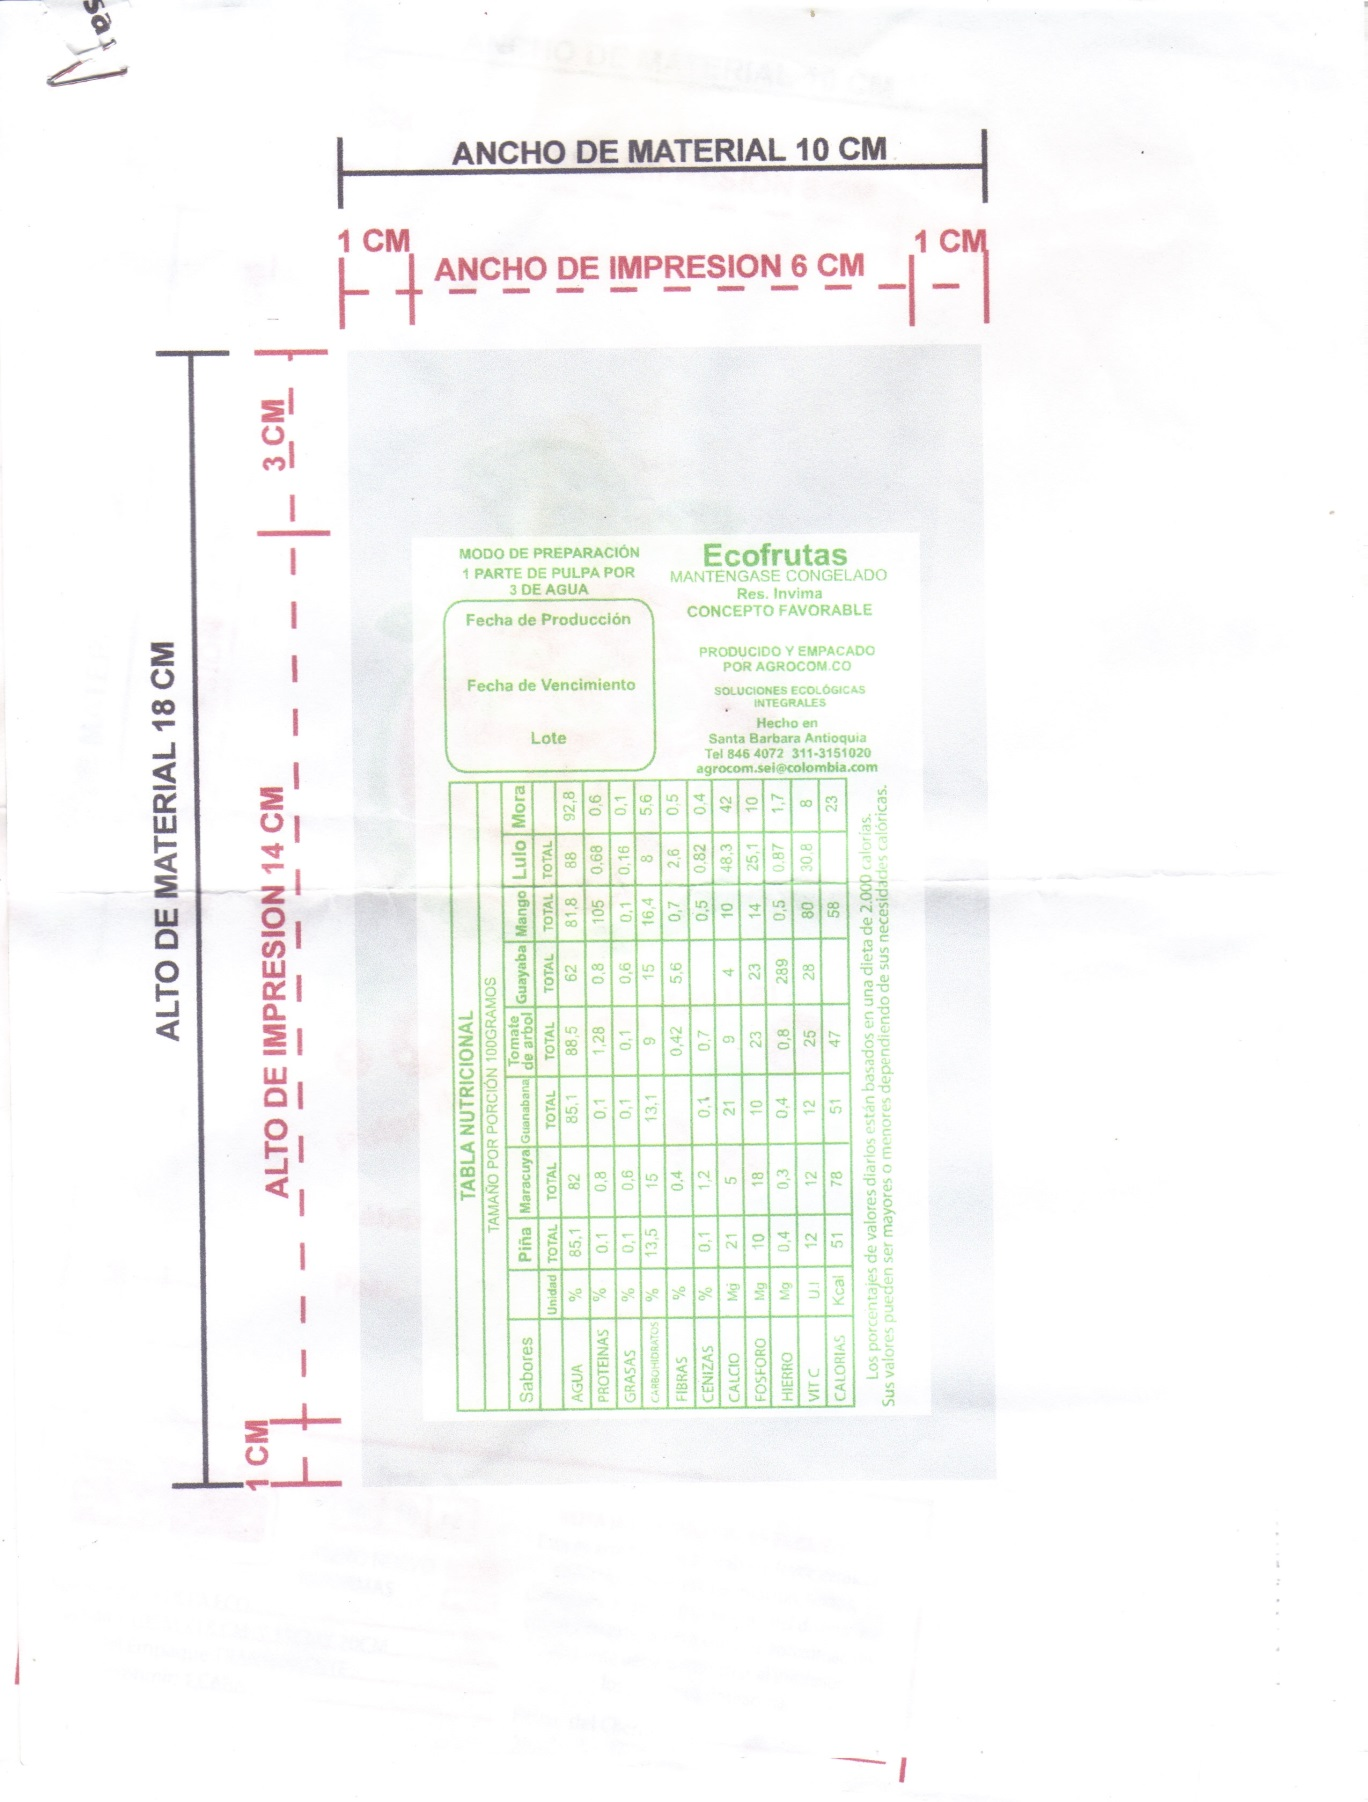 ANCHO DE MATERIAL 10 CM
1 CM
ANCHO DE IMPRESION 6 CM
1 CM
ALTO DE MATERIAL 18 CM
3 CM
ALTO DE IMPRESION 14 CM
1 CM
MODO DE PREPARACIÓN
1 PARTE DE PULPA POR
3 DE AGUA
Fecha de Producción
Fecha de Vencimiento
Lote
Ecofrutas
MANTENGASE CONGELADO
Res. Invima
CONCEPTO FAVORABLE
PRODUCIDO Y EMPACADO
POR AGROCOM.CO
SOLUCIONES ECOLÓGICAS
INTEGRALES
Hecho en
Santa Barbara Antioquia
Tel 846 4072 311-3151020
agrocom.sei@colombia.com
TABLA NUTRICIONAL
TAMAÑO POR PORCIÓN 100GRAMOS
Sabores Piña Maracuya Guanabana Tomate de arbol Guayaba Mango Lulo Mora
Unidad TOTAL TOTAL TOTAL TOTAL TOTAL TOTAL TOTAL
AGUA % 85,1 82 85,1 88,5 62 81,8 88 92,8
PROTEINAS % 0,1 0,8 0,1 1,28 0,8 105 0,68 0,6
GRASAS % 0,1 0,6 0,1 0,1 0,6 0,1 0,16 0,1
CARBOHIDRATOS % 13,5 15 13,1 9 15 16,4 8 5,6
FIBRAS % 0,4 0,42 5,6 0,7 2,6 0,5
CENIZAS % 0,1 1,2 0,1 0,7 0,5 0,82 0,4
CALCIO Mg 21 5 21 9 4 10 48,3 42
FOSFORO Mg 10 18 10 23 23 14 25,1 10
HIERRO Mg 0,4 0,3 0,4 0,8 289 0,5 0,87 1,7
VIT C U.I 12 12 12 25 28 80 30,8 8
CALORIAS Kcal 51 78 51 47 58 23
Los porcentajes de valores diarios están basados en una dieta de 2.000 calorías.
Sus valores pueden ser mayores o menores dependiendo de sus necesidades calóricas.